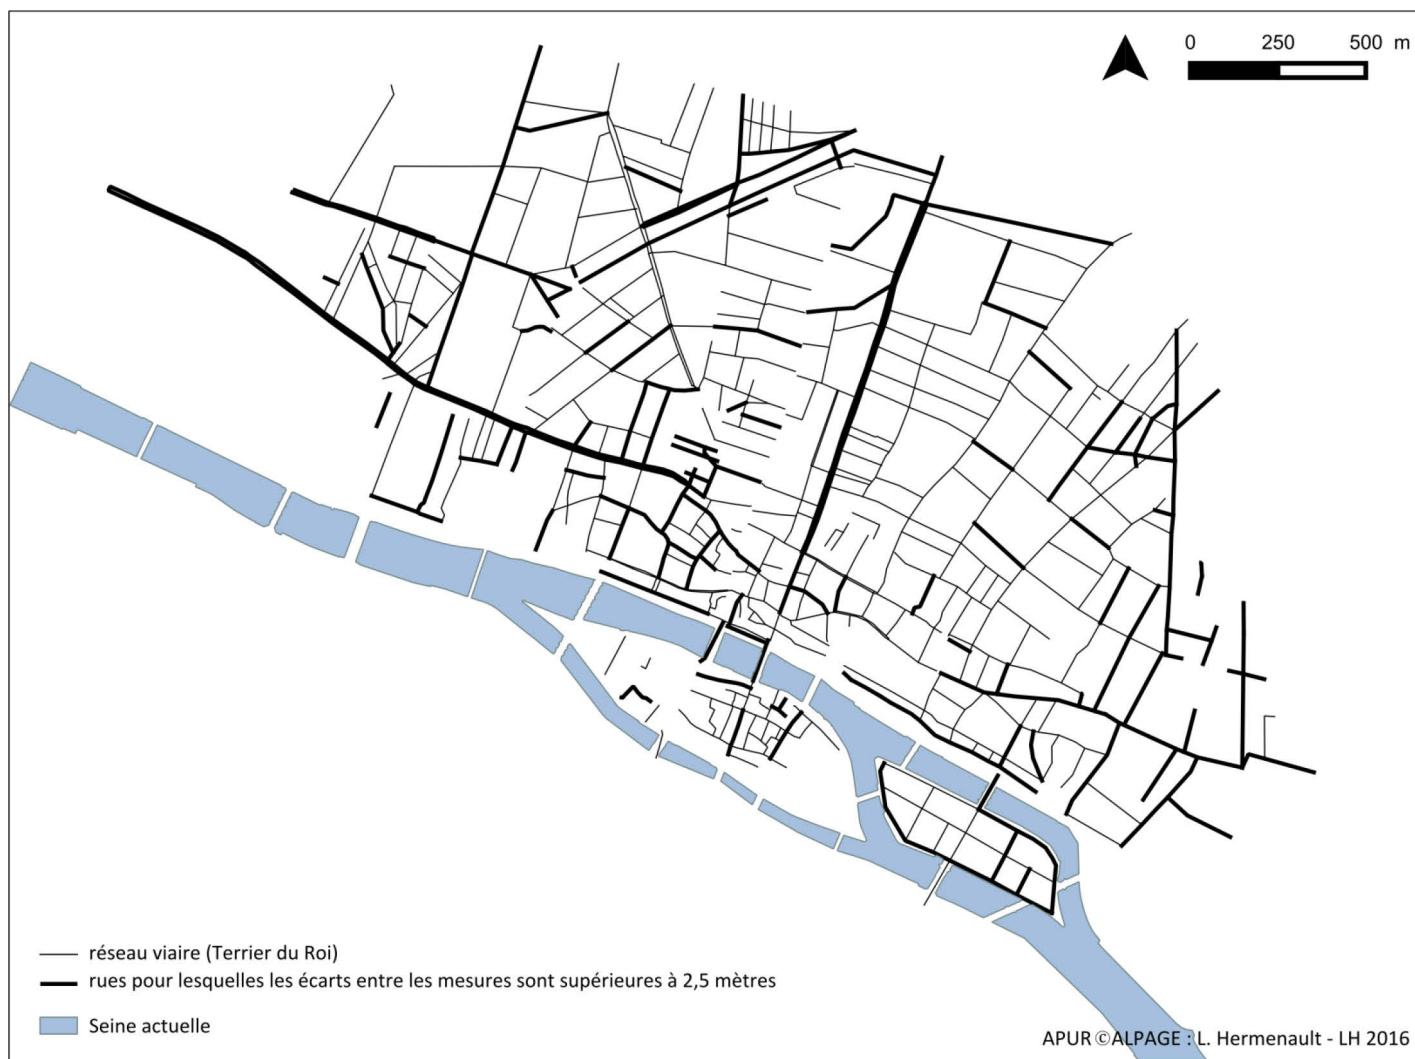 0 250 500 m
réseau viaire (Terrier du Roi)
rues pour lesquelles les écarts entre les mesures sont supérieures à 2,5 mètres
Seine actuelle
APUR ©ALPAGE : L. Hermenault - LH 2016